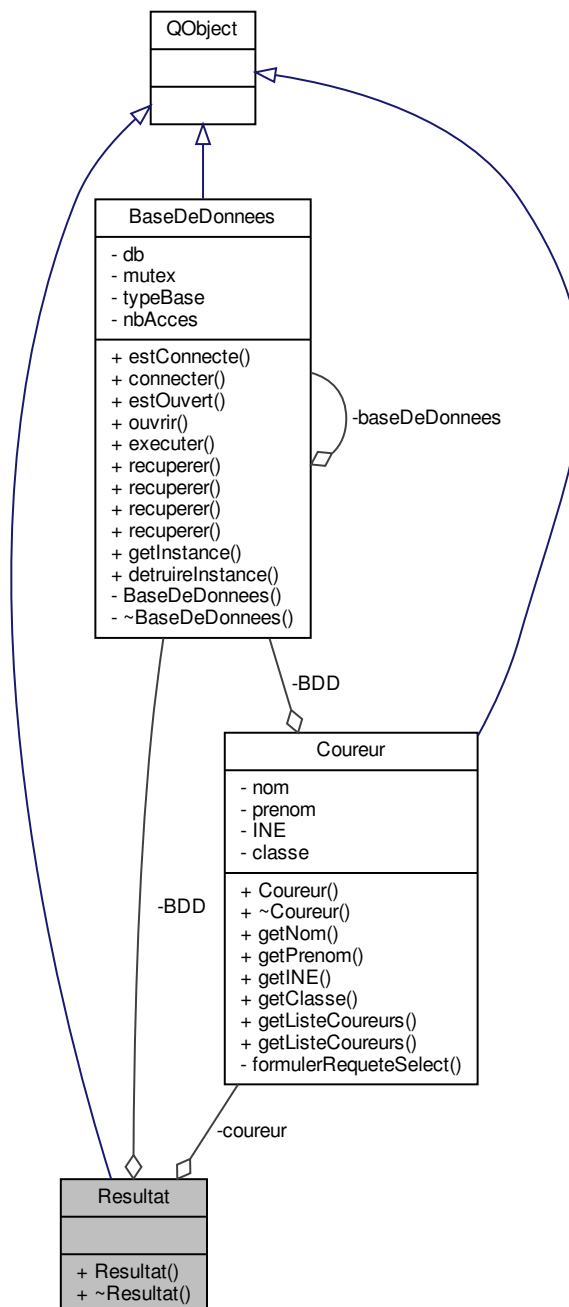 QObject
BaseDeDonnees
- db
- mutex
- typeBase
- nbAcces
+ estConnecte()
+ connecter()
+ estOuvert()
+ ouvrir()
+ executer()
+ recuperer()
+ recuperer()
+ recuperer()
+ recuperer()
+ getInstance()
+ detruireInstance()
- BaseDeDonnees()
- ~BaseDeDonnees()
-baseDeDonnees
-BDD
Coureur
- nom
- prenom
- INE
- classe
+ Coureur()
+ ~Coureur()
+ getNom()
+ getPrenom()
+ getINE()
+ getClasse()
+ getListeCoureurs()
+ getListeCoureurs()
- formulerRequeteSelect()
-BDD
-coureur
Resultat
+ Resultat()
+ ~Resultat()